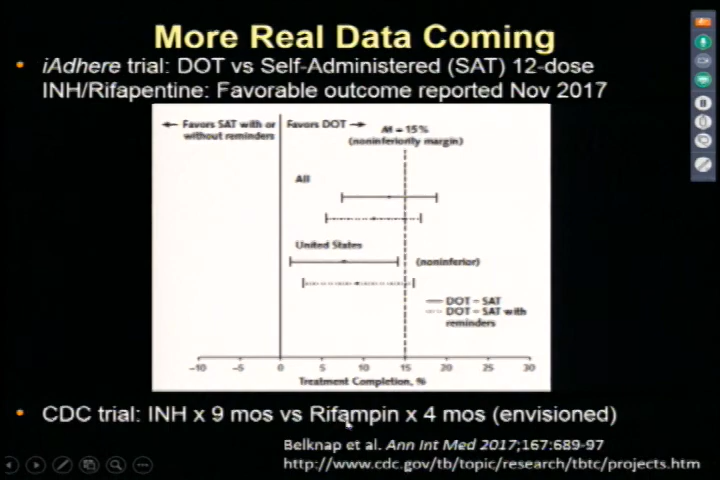 More Real Data Coming
• iAdhere trial: DOT vs Self-Administered (SAT) 12-dose
INH/Rifapentine: Favorable outcome reported Nov 2017
← Favors SAT with or
without reminders
Favors DOT →
M = 15%
(noninferiority margin)
All
United States
(noninferior)
DOT – SAT
DOT – SAT with
reminders
−10 −5 0 5 10 15 20 25 30
Treatment Completion, %
• CDC trial: INH x 9 mos vs Rifampin x 4 mos (envisioned)
Belknap et al. Ann Int Med 2017;167:689-97
http://www.cdc.gov/tb/topic/research/tbtc/projects.htm